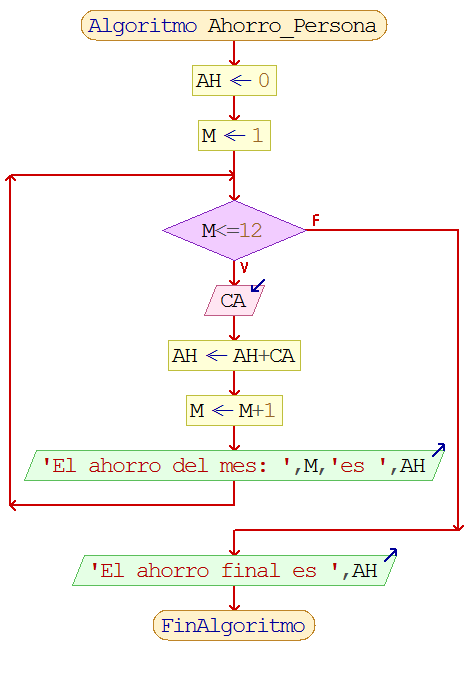 Algoritmo Ahorro_Persona
AH ← 0
M ← 1
M<=12
F
V
CA
AH ← AH+CA
M ← M+1
'El ahorro del mes: ',M,'es ',AH
'El ahorro final es ',AH
FinAlgoritmo